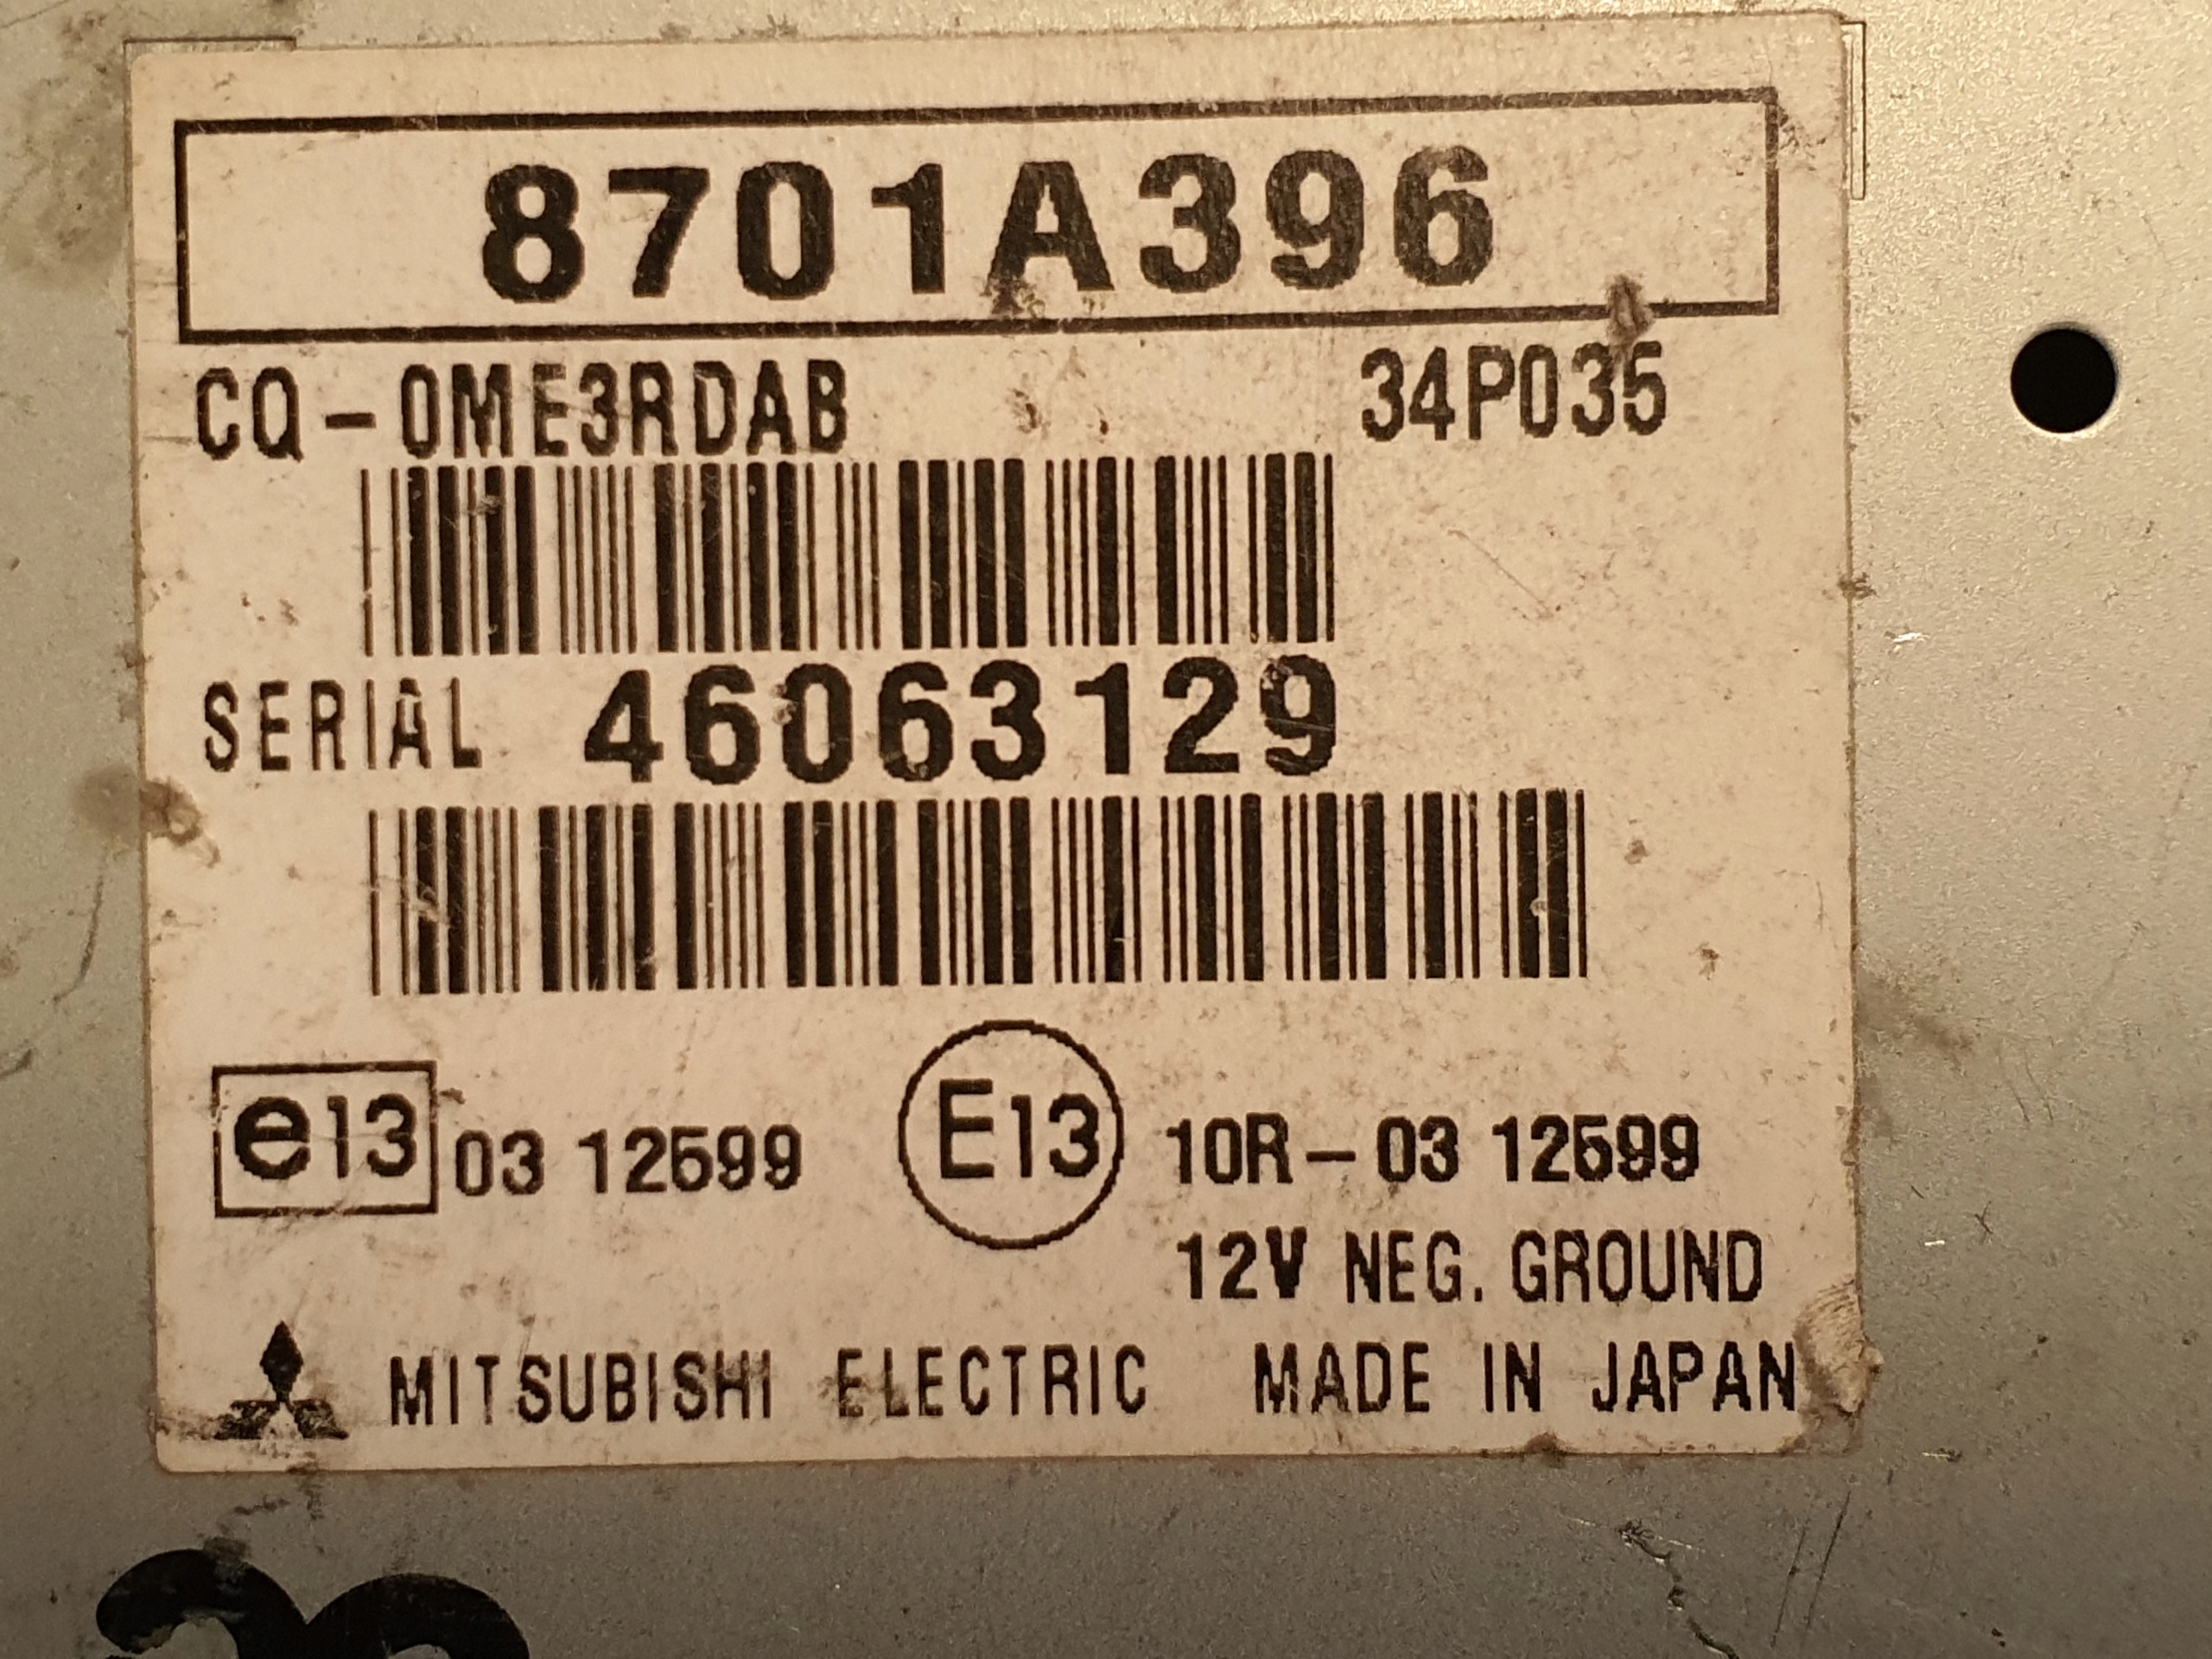 8701A396
CQ-0ME3RDAB 34P035
SERIAL 46063129
e13 03 12599 E13 10R-03 12599
12V NEG. GROUND
MITSUBISHI ELECTRIC MADE IN JAPAN